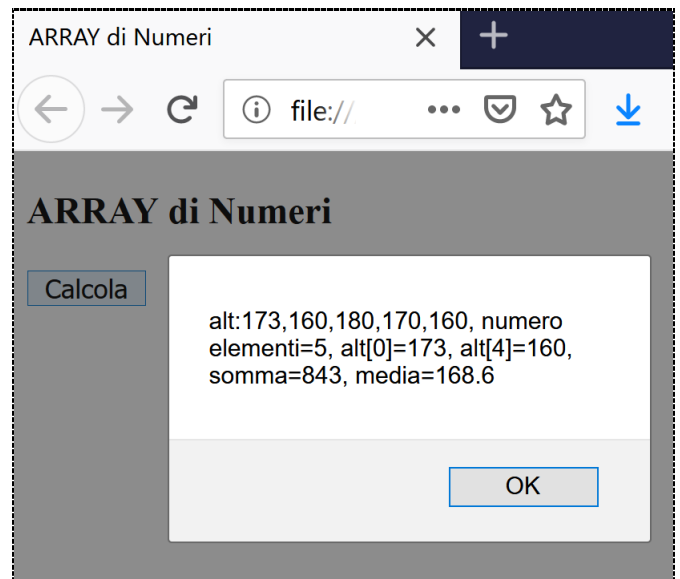 ARRAY di Numeri
file://
ARRAY di Numeri
Calcola
alt:173,160,180,170,160, numero
elementi=5, alt[0]=173, alt[4]=160,
somma=843, media=168.6
OK